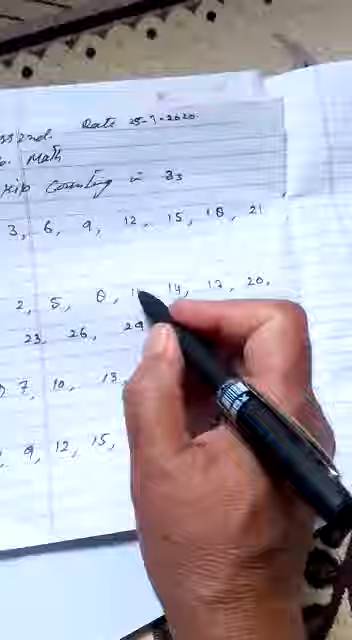 Date 25-7-2020.
Math
Skip Counting in 3s
3, 6, 9, 12, 15, 18, 21
2, 5, 8, 14, 17, 20,
23, 26, 29
7, 10, 13
9, 12, 15,